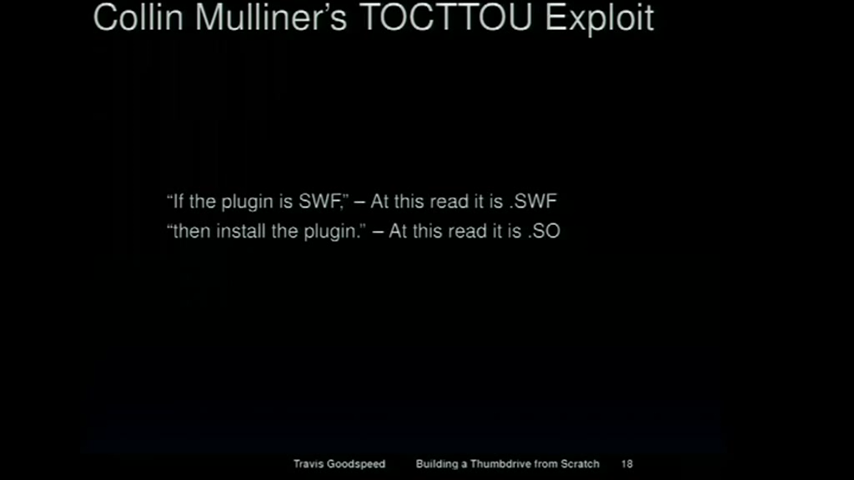 Collin Mulliner's TOCTTOU Exploit
“If the plugin is SWF,” – At this read it is .SWF
“then install the plugin.” – At this read it is .SO
Travis Goodspeed Building a Thumbdrive from Scratch 18